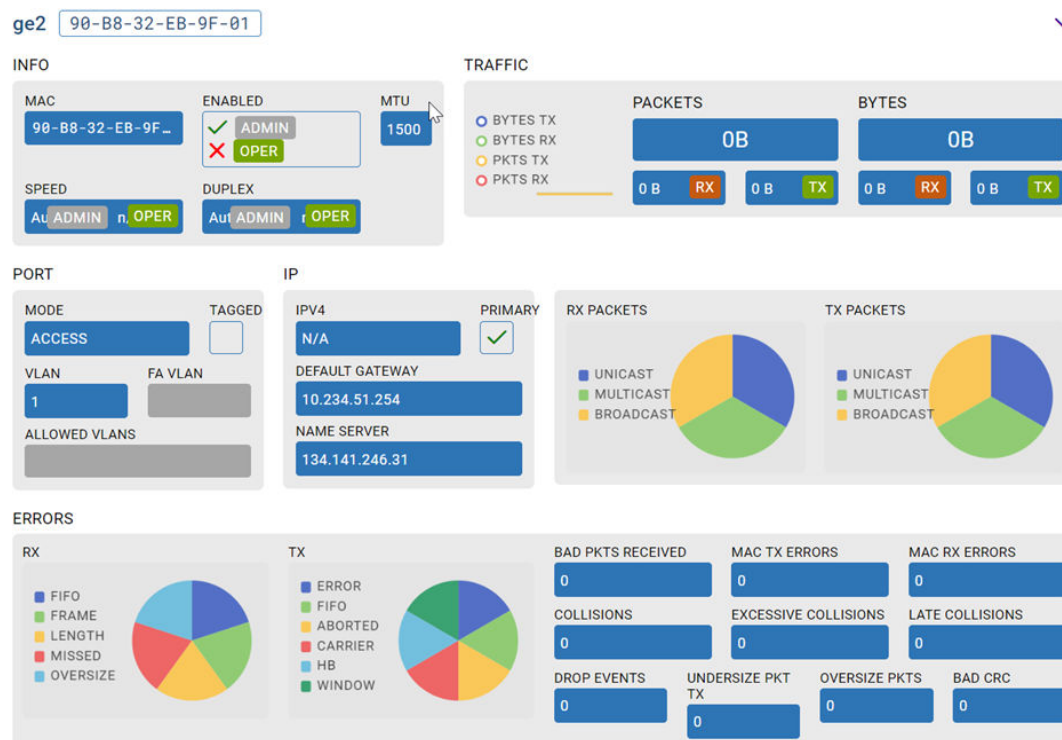 ge2 90-B8-32-EB-9F-01
INFO
MAC
90-B8-32-EB-9F…
ENABLED
ADMIN
OPER
MTU
1500
SPEED
Au ADMIN n OPER
DUPLEX
Aut ADMIN OPER
TRAFFIC
BYTES TX
BYTES RX
PKTS TX
PKTS RX
PACKETS
0B
0 B RX 0 B TX
BYTES
0B
0 B RX 0 B TX
PORT
MODE
ACCESS
TAGGED
VLAN
1
FA VLAN
ALLOWED VLANS
IP
IPV4
N/A
PRIMARY
DEFAULT GATEWAY
10.234.51.254
NAME SERVER
134.141.246.31
RX PACKETS
UNICAST
MULTICAST
BROADCAST
TX PACKETS
UNICAST
MULTICAST
BROADCAST
ERRORS
RX
FIFO
FRAME
LENGTH
MISSED
OVERSIZE
TX
ERROR
FIFO
ABORTED
CARRIER
HB
WINDOW
BAD PKTS RECEIVED
0
MAC TX ERRORS
0
MAC RX ERRORS
0
COLLISIONS
0
EXCESSIVE COLLISIONS
0
LATE COLLISIONS
0
DROP EVENTS
0
UNDERSIZE PKT
TX
0
OVERSIZE PKTS
0
BAD CRC
0